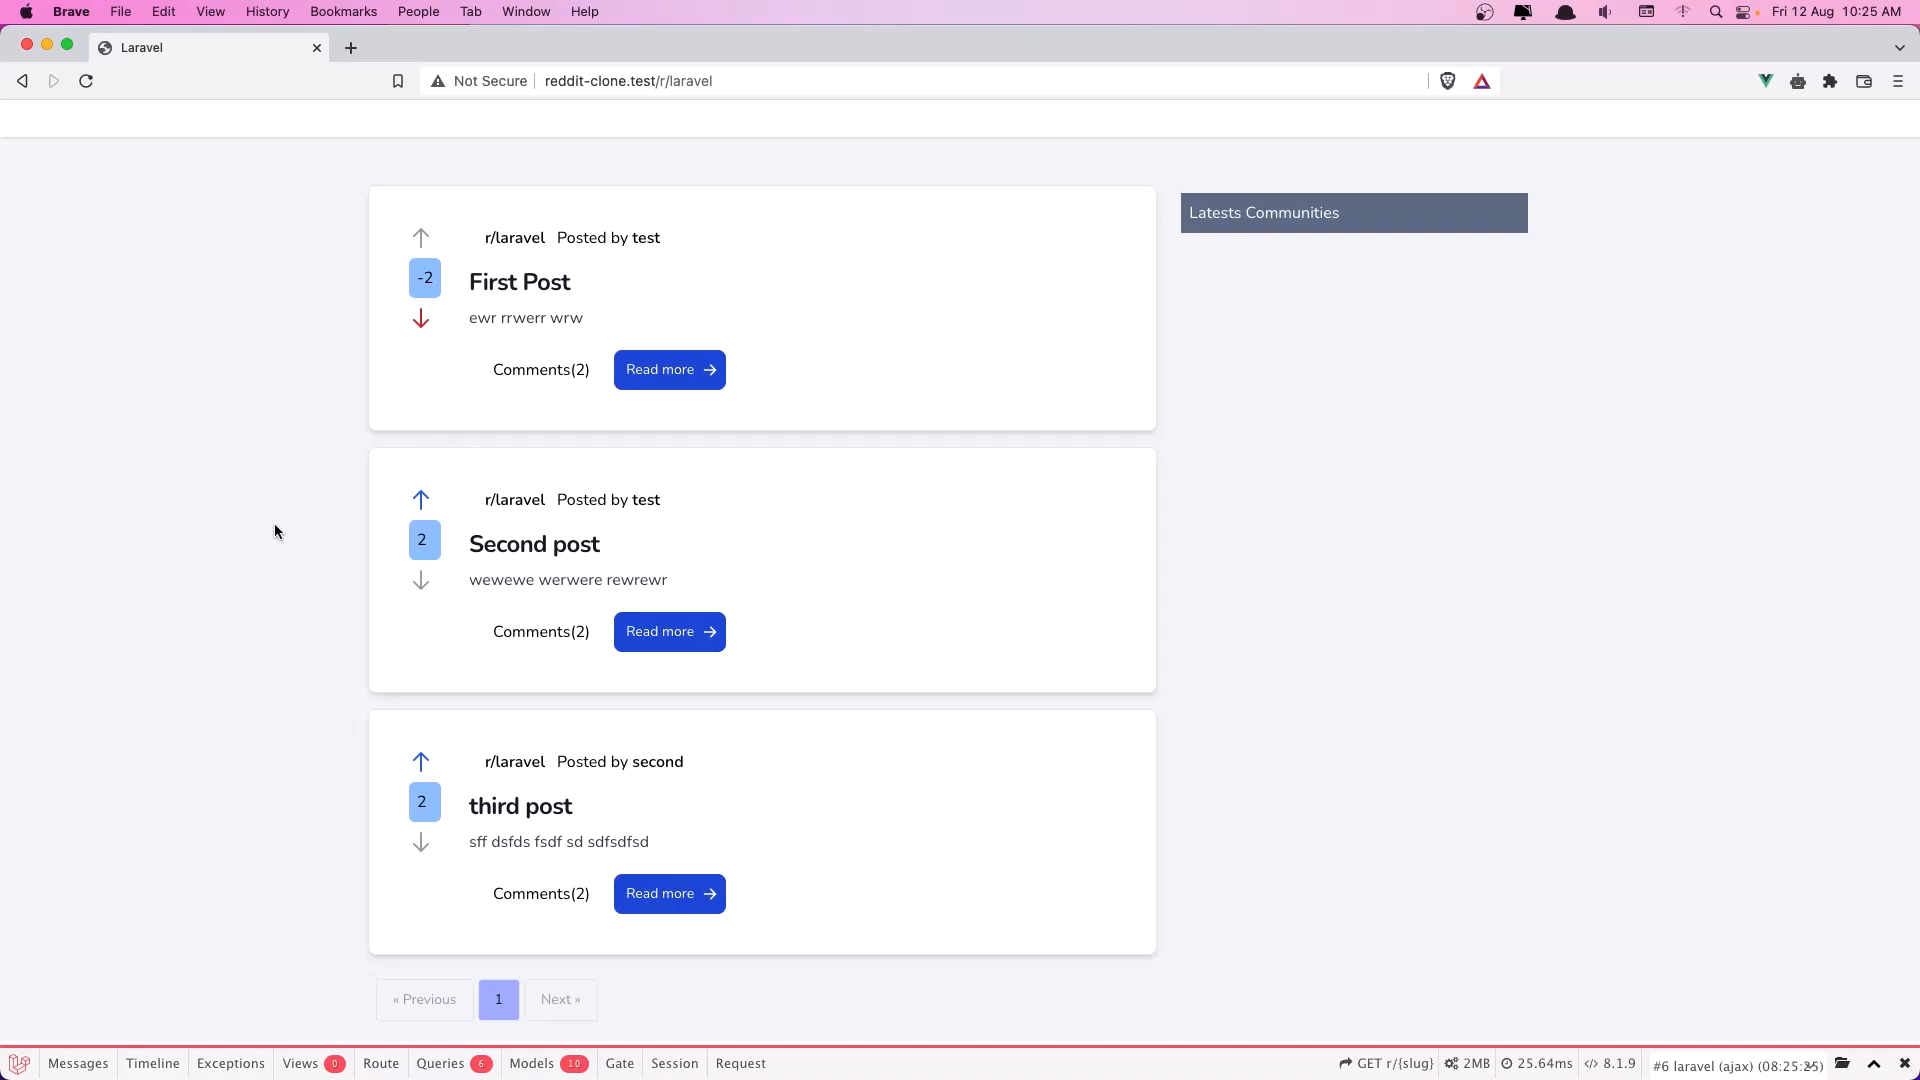 Brave File Edit View History Bookmarks People Tab Window Help Fri 12 Aug 10:25 AM
Laravel
Not Secure reddit-clone.test/r/laravel
r/laravel Posted by test
-2
First Post
ewr rrwerr wrw
Comments(2) Read more
Latests Communities
r/laravel Posted by test
2
Second post
wewewe werwere rewrewr
Comments(2) Read more
r/laravel Posted by second
2
third post
sff dsfds fsdf sd sdfsdfsd
Comments(2) Read more
« Previous 1 Next »
Messages Timeline Exceptions Views 0 Route Queries 6 Models 10 Gate Session Request GET r/{slug} 2MB 25.64ms 8.1.9 #6 laravel (ajax) (08:25:25)